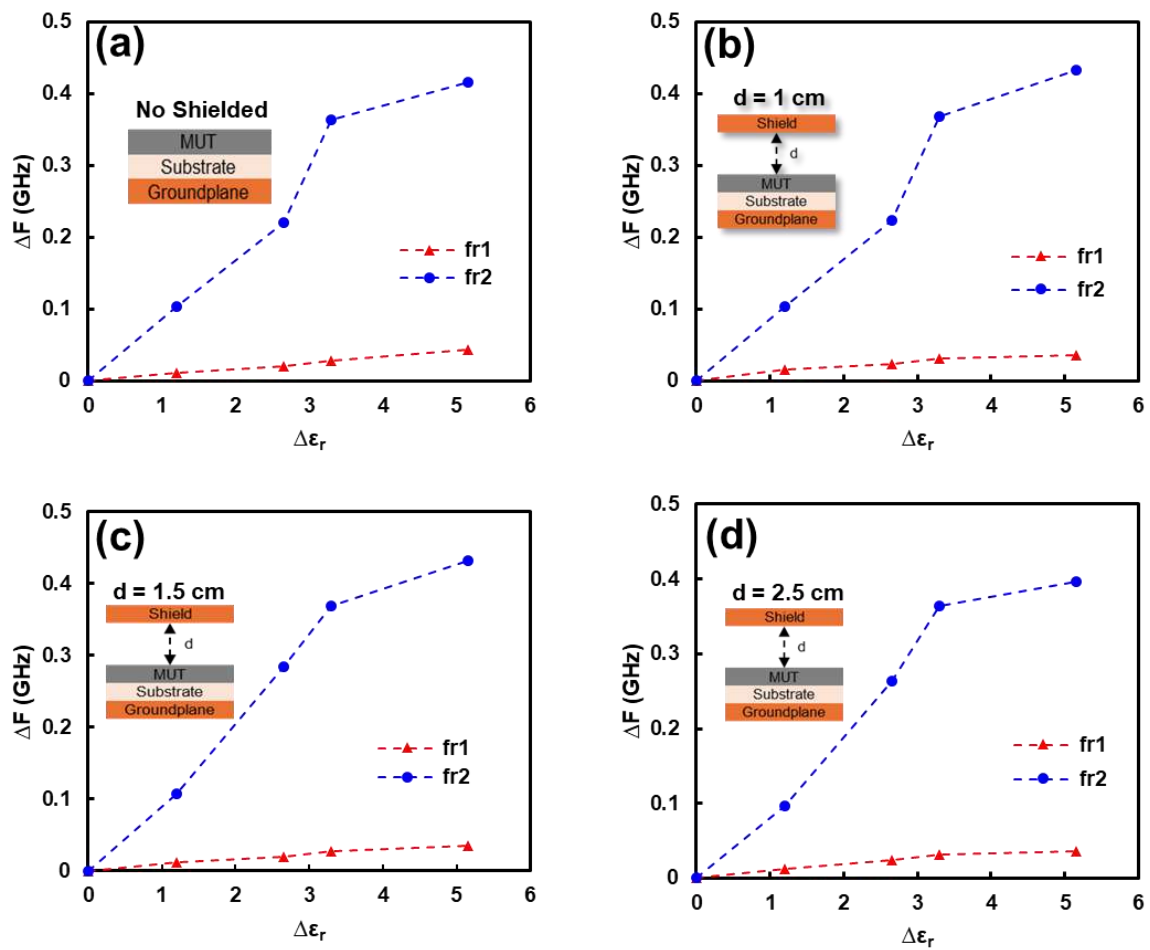 (a)
0.5
0.4
0.3
0.2
0.1
0
ΔF (GHz)
No Shielded
MUT
Substrate
Groundplane
fr1
fr2
0 1 2 3 4 5 6
Δεr
(b)
0.5
0.4
0.3
0.2
0.1
0
ΔF (GHz)
d = 1 cm
Shield
d
MUT
Substrate
Groundplane
fr1
fr2
0 1 2 3 4 5 6
Δεr
(c)
0.5
0.4
0.3
0.2
0.1
0
ΔF (GHz)
d = 1.5 cm
Shield
d
MUT
Substrate
Groundplane
fr1
fr2
0 1 2 3 4 5 6
Δεr
(d)
0.5
0.4
0.3
0.2
0.1
0
ΔF (GHz)
d = 2.5 cm
Shield
d
MUT
Substrate
Groundplane
fr1
fr2
0 1 2 3 4 5 6
Δεr